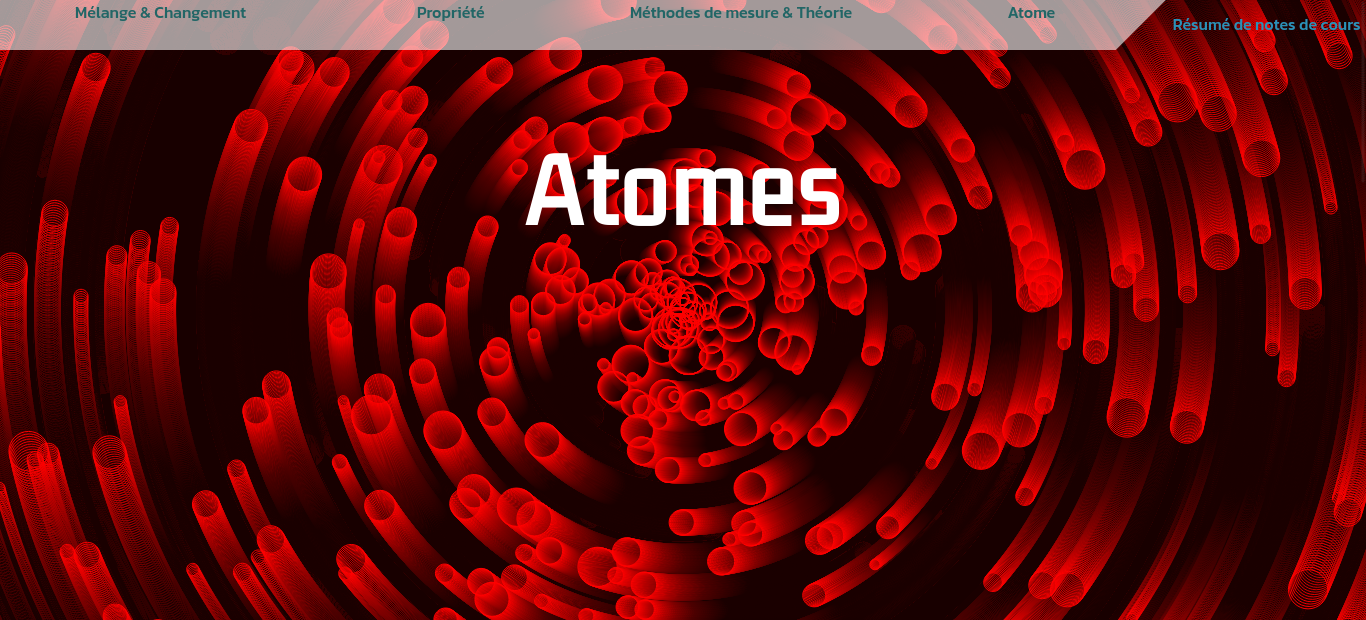 Mélange & Changement
Propriété
Méthodes de mesure & Théorie
Atome
Résumé de notes de cours
Atomes